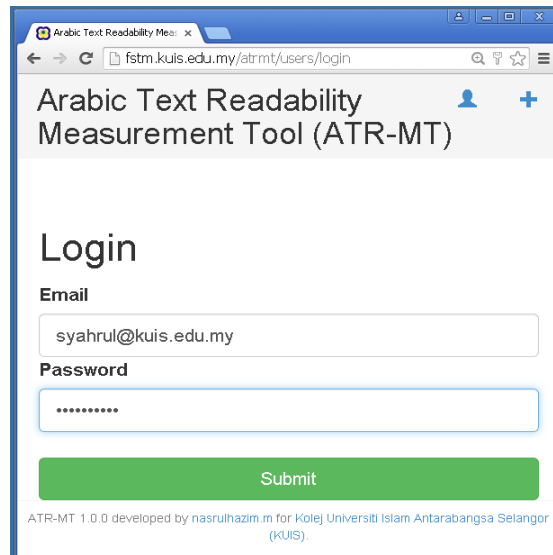 Arabic Text Readability Meas
fstm.kuis.edu.my/atrmt/users/login
Arabic Text Readability
Measurement Tool (ATR-MT)
Login
Email
syahrul@kuis.edu.my
Password
••••••••••
Submit
ATR-MT 1.0.0 developed by nasrulhazim.m for Kolej Universiti Islam Antarabangsa Selangor
(KUIS).